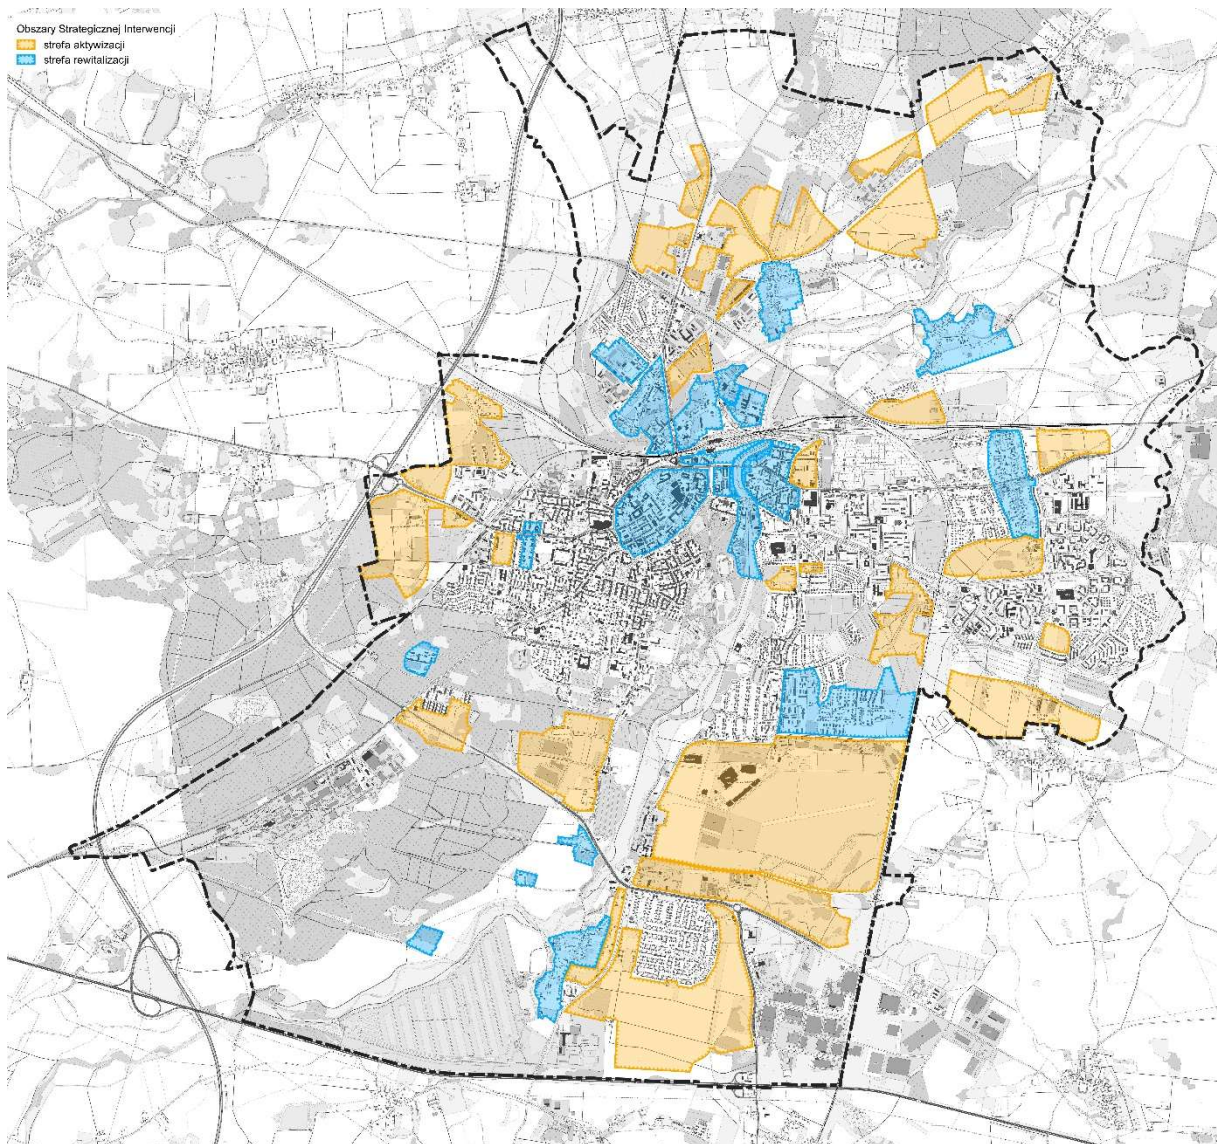 Obszary Strategicznej Interwencji
strefa aktywizacji
strefa rewitalizacji